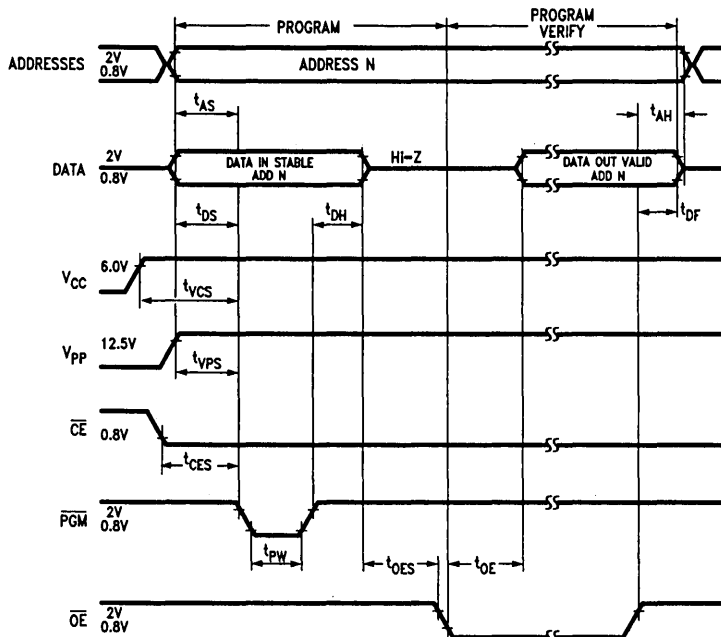 PROGRAM
PROGRAM
VERIFY
ADDRESSES
2V
0.8V
ADDRESS N
tAS
tAH
DATA
2V
0.8V
DATA IN STABLE
ADD N
Hi-Z
DATA OUT VALID
ADD N
tDS
tDH
tDF
VCC
6.0V
tVCS
VPP
12.5V
tVPS
CE
0.8V
tCES
PGM
2V
0.8V
tPW
tOES
tOE
OE
2V
0.8V